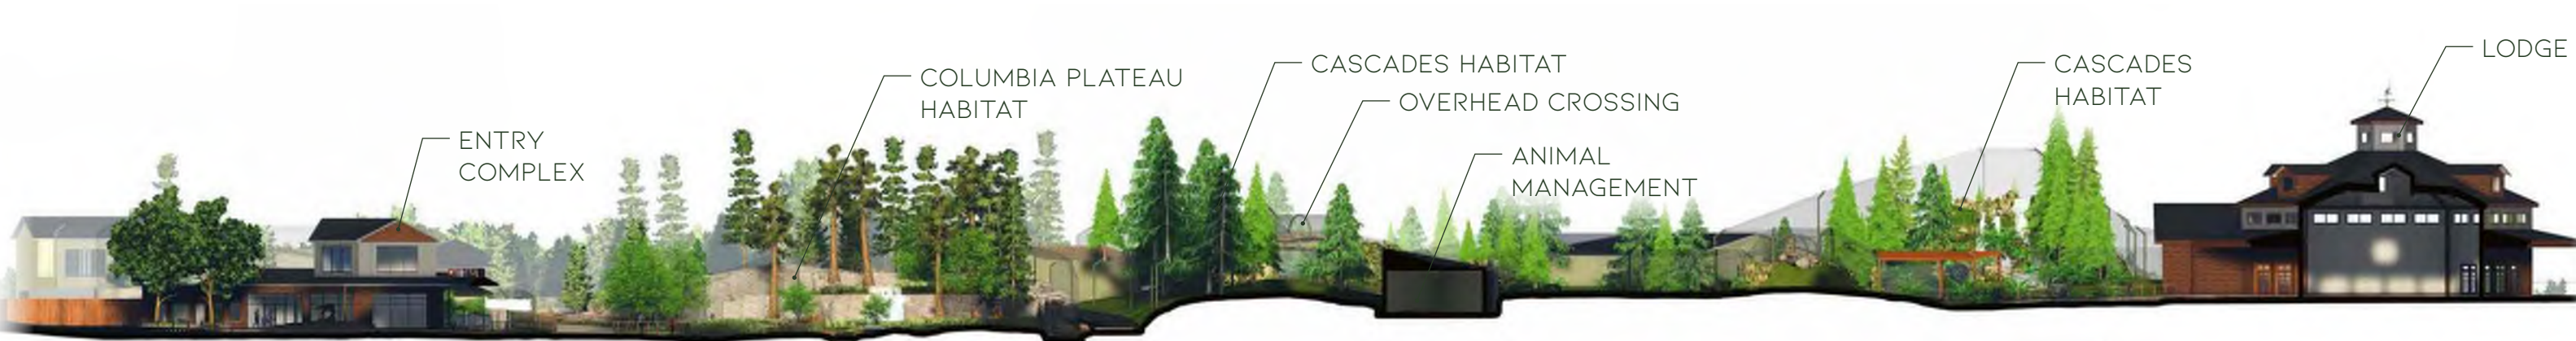 ENTRY
COMPLEX
COLUMBIA PLATEAU
HABITAT
CASCADES HABITAT
OVERHEAD CROSSING
ANIMAL
MANAGEMENT
CASCADES
HABITAT
LODGE